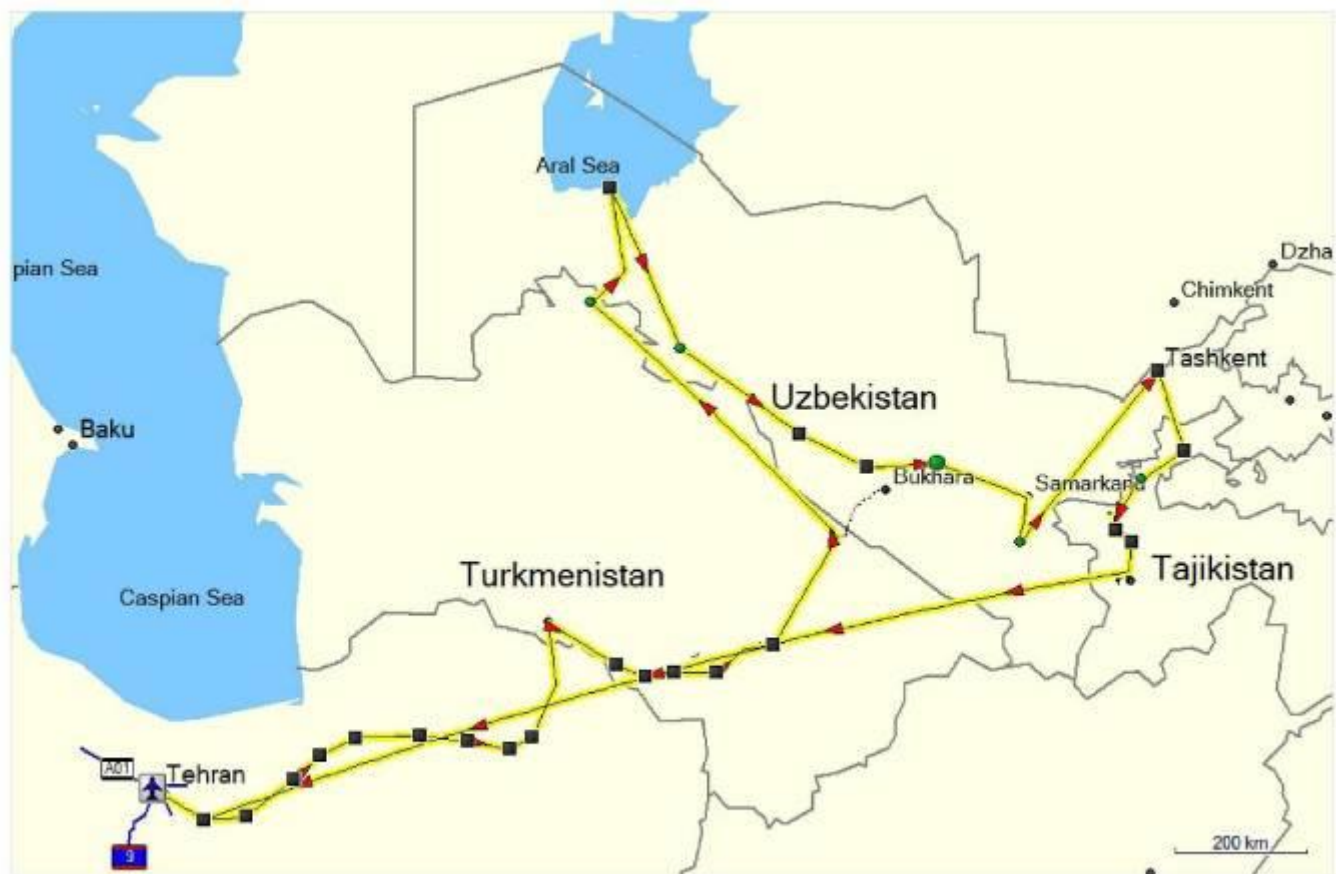 Aral Sea
Dzha
pian Sea
Chimkent
Tashkent
Uzbekistan
Baku
Bukhara
Samarkand
Turkmenistan
Tajikistan
Caspian Sea
A01
Tehran
9
200 km